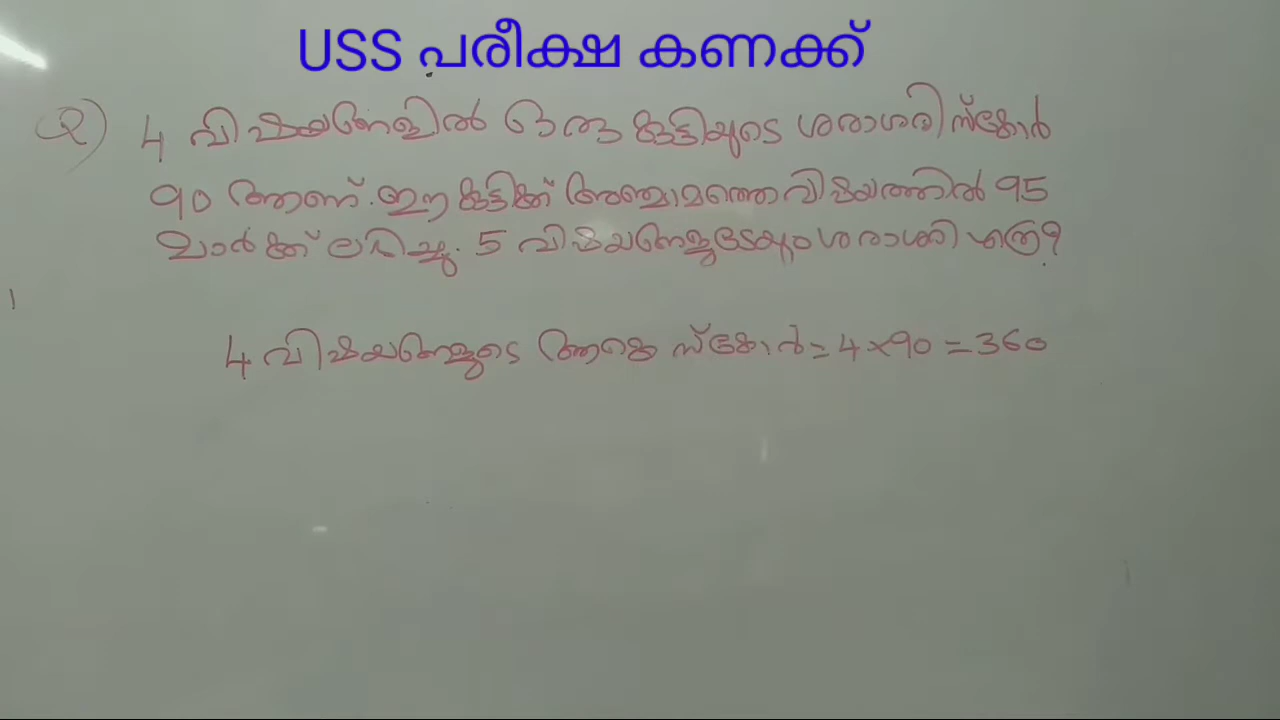 USS പരീക്ഷ കണക്ക്
Q) 4 വിഷയങ്ങളിൽ ഒരു കുട്ടിയുടെ ശരാശരി സ്കോർ
90 ആണ്. ഈ കുട്ടിക്ക് അഞ്ചാമത്തെ വിഷയത്തിൽ 95
മാർക്ക് ലഭിച്ചു. 5 വിഷയങ്ങളുടേയും ശരാശരി എത്ര?
4 വിഷയങ്ങളുടെ ആകെ സ്കോർ = 4 × 90 = 360